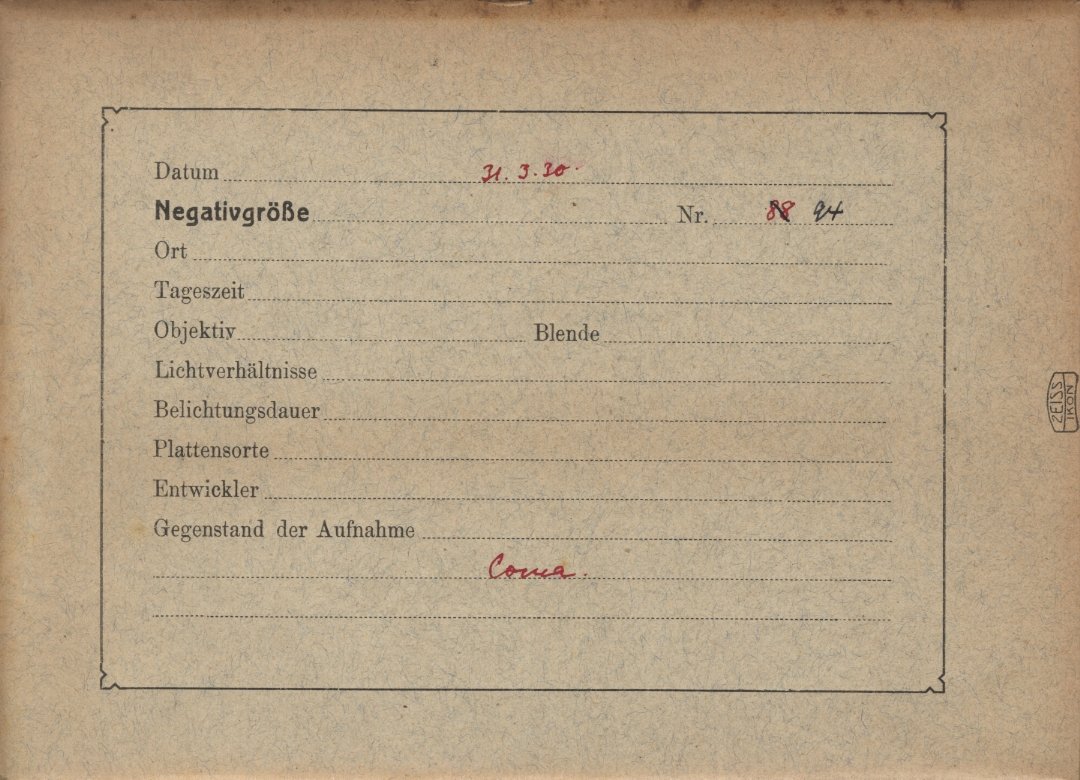 Datum 31. 3. 30.
Negativgröße Nr. 88 94
Ort
Tageszeit
Objektiv Blende
Lichtverhältnisse
Belichtungsdauer
Plattensorte
Entwickler
Gegenstand der Aufnahme
Coma.
ZEISS
IKON